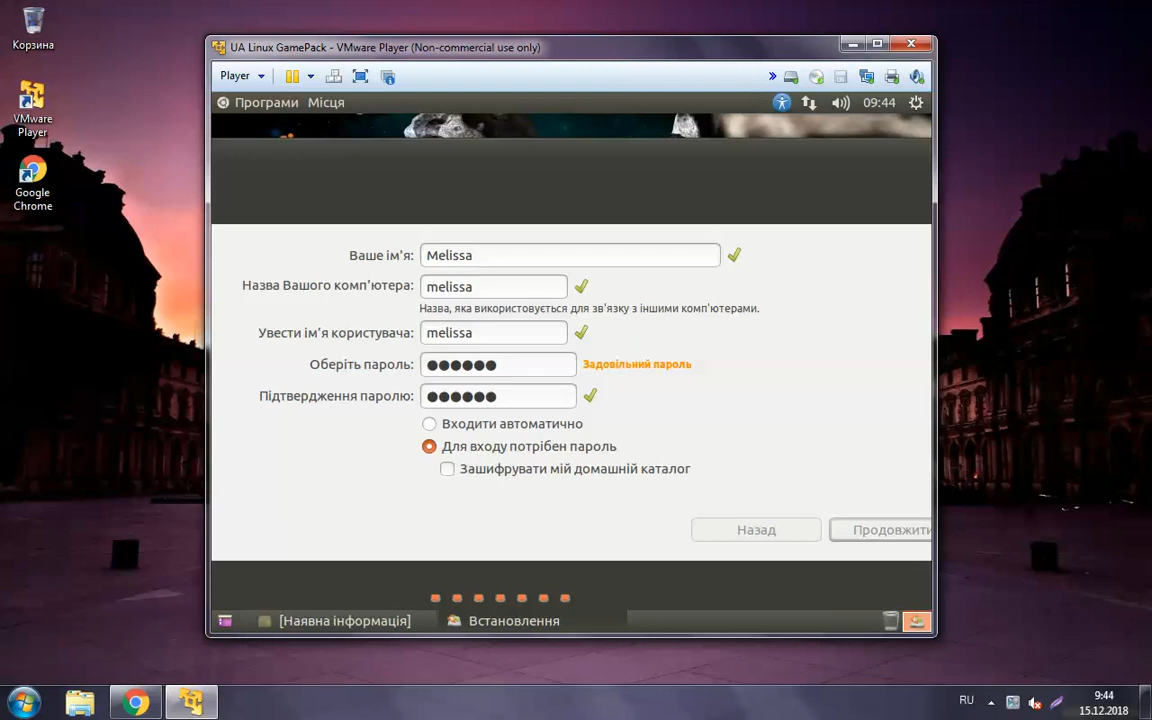 Корзина
VMware
Player
Google
Chrome
UA Linux GamePack - VMware Player (Non-commercial use only)
Player
Програми Місця
09:44
Ваше ім'я: Melissa
Назва Вашого комп'ютера: melissa
Назва, яка використовується для зв'язку з іншими комп'ютерами.
Увести ім'я користувача: melissa
Оберіть пароль: ●●●●●● Задовільний пароль
Підтвердження паролю: ●●●●●●
Входити автоматично
Для входу потрібен пароль
Зашифрувати мій домашній каталог
Назад Продовжити
[Наявна інформація] Встановлення
RU
9:44
15.12.2018